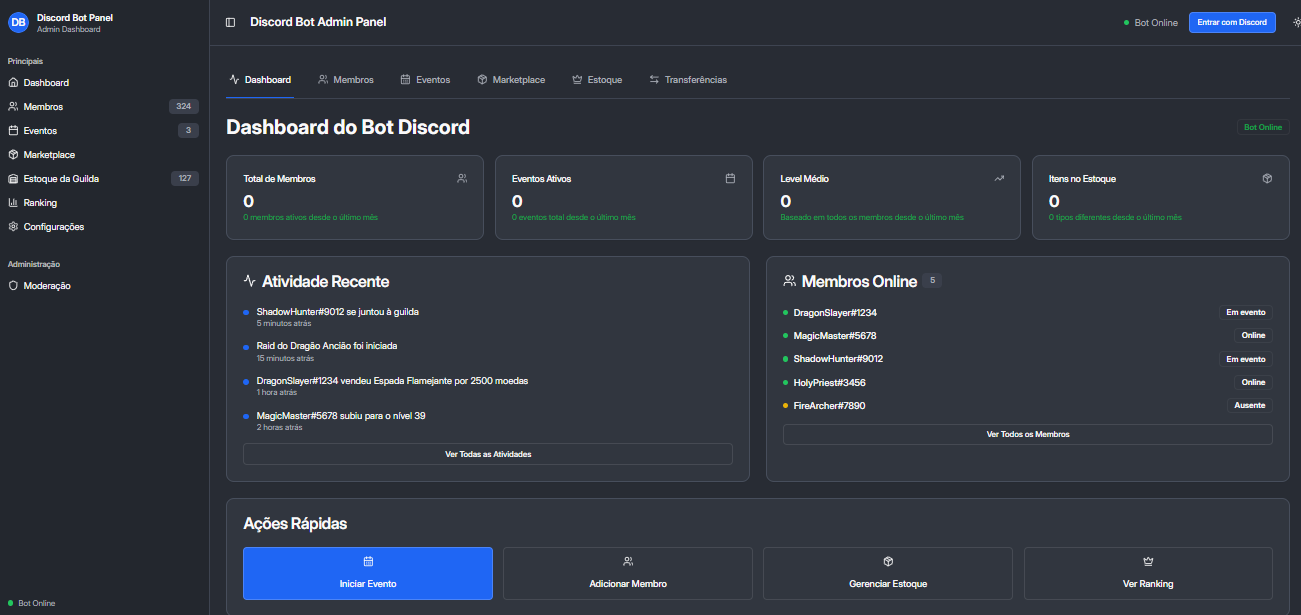 DB
Discord Bot Panel
Admin Dashboard
Principais
Dashboard
Membros 324
Eventos 3
Marketplace
Estoque da Guilda 127
Ranking
Configurações
Administração
Moderação
Bot Online
Discord Bot Admin Panel
Bot Online
Entrar com Discord
Dashboard Membros Eventos Marketplace Estoque Transferências
Dashboard do Bot Discord
Bot Online
Total de Membros
0
0 membros ativos desde o último mês
Eventos Ativos
0
0 eventos total desde o último mês
Level Médio
0
Baseado em todos os membros desde o último mês
Itens no Estoque
0
0 tipos diferentes desde o último mês
Atividade Recente
ShadowHunter#9012 se juntou à guilda
5 minutos atrás
Raid do Dragão Ancião foi iniciada
15 minutos atrás
DragonSlayer#1234 vendeu Espada Flamejante por 2500 moedas
1 hora atrás
MagicMaster#5678 subiu para o nível 39
2 horas atrás
Ver Todas as Atividades
Membros Online 5
DragonSlayer#1234 Em evento
MagicMaster#5678 Online
ShadowHunter#9012 Em evento
HolyPriest#3456 Online
FireArcher#7890 Ausente
Ver Todos os Membros
Ações Rápidas
Iniciar Evento
Adicionar Membro
Gerenciar Estoque
Ver Ranking